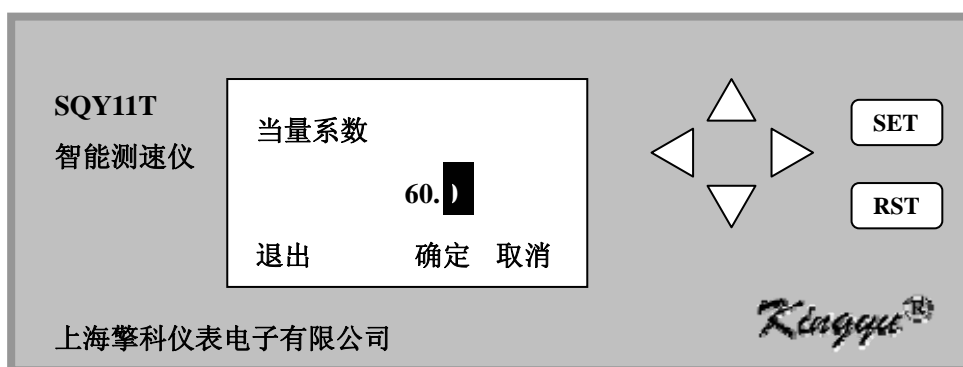 SQY11T
智能测速仪
当量系数
60.0
退出 确定 取消
SET
RST
上海擎科仪表电子有限公司
Kingyu®